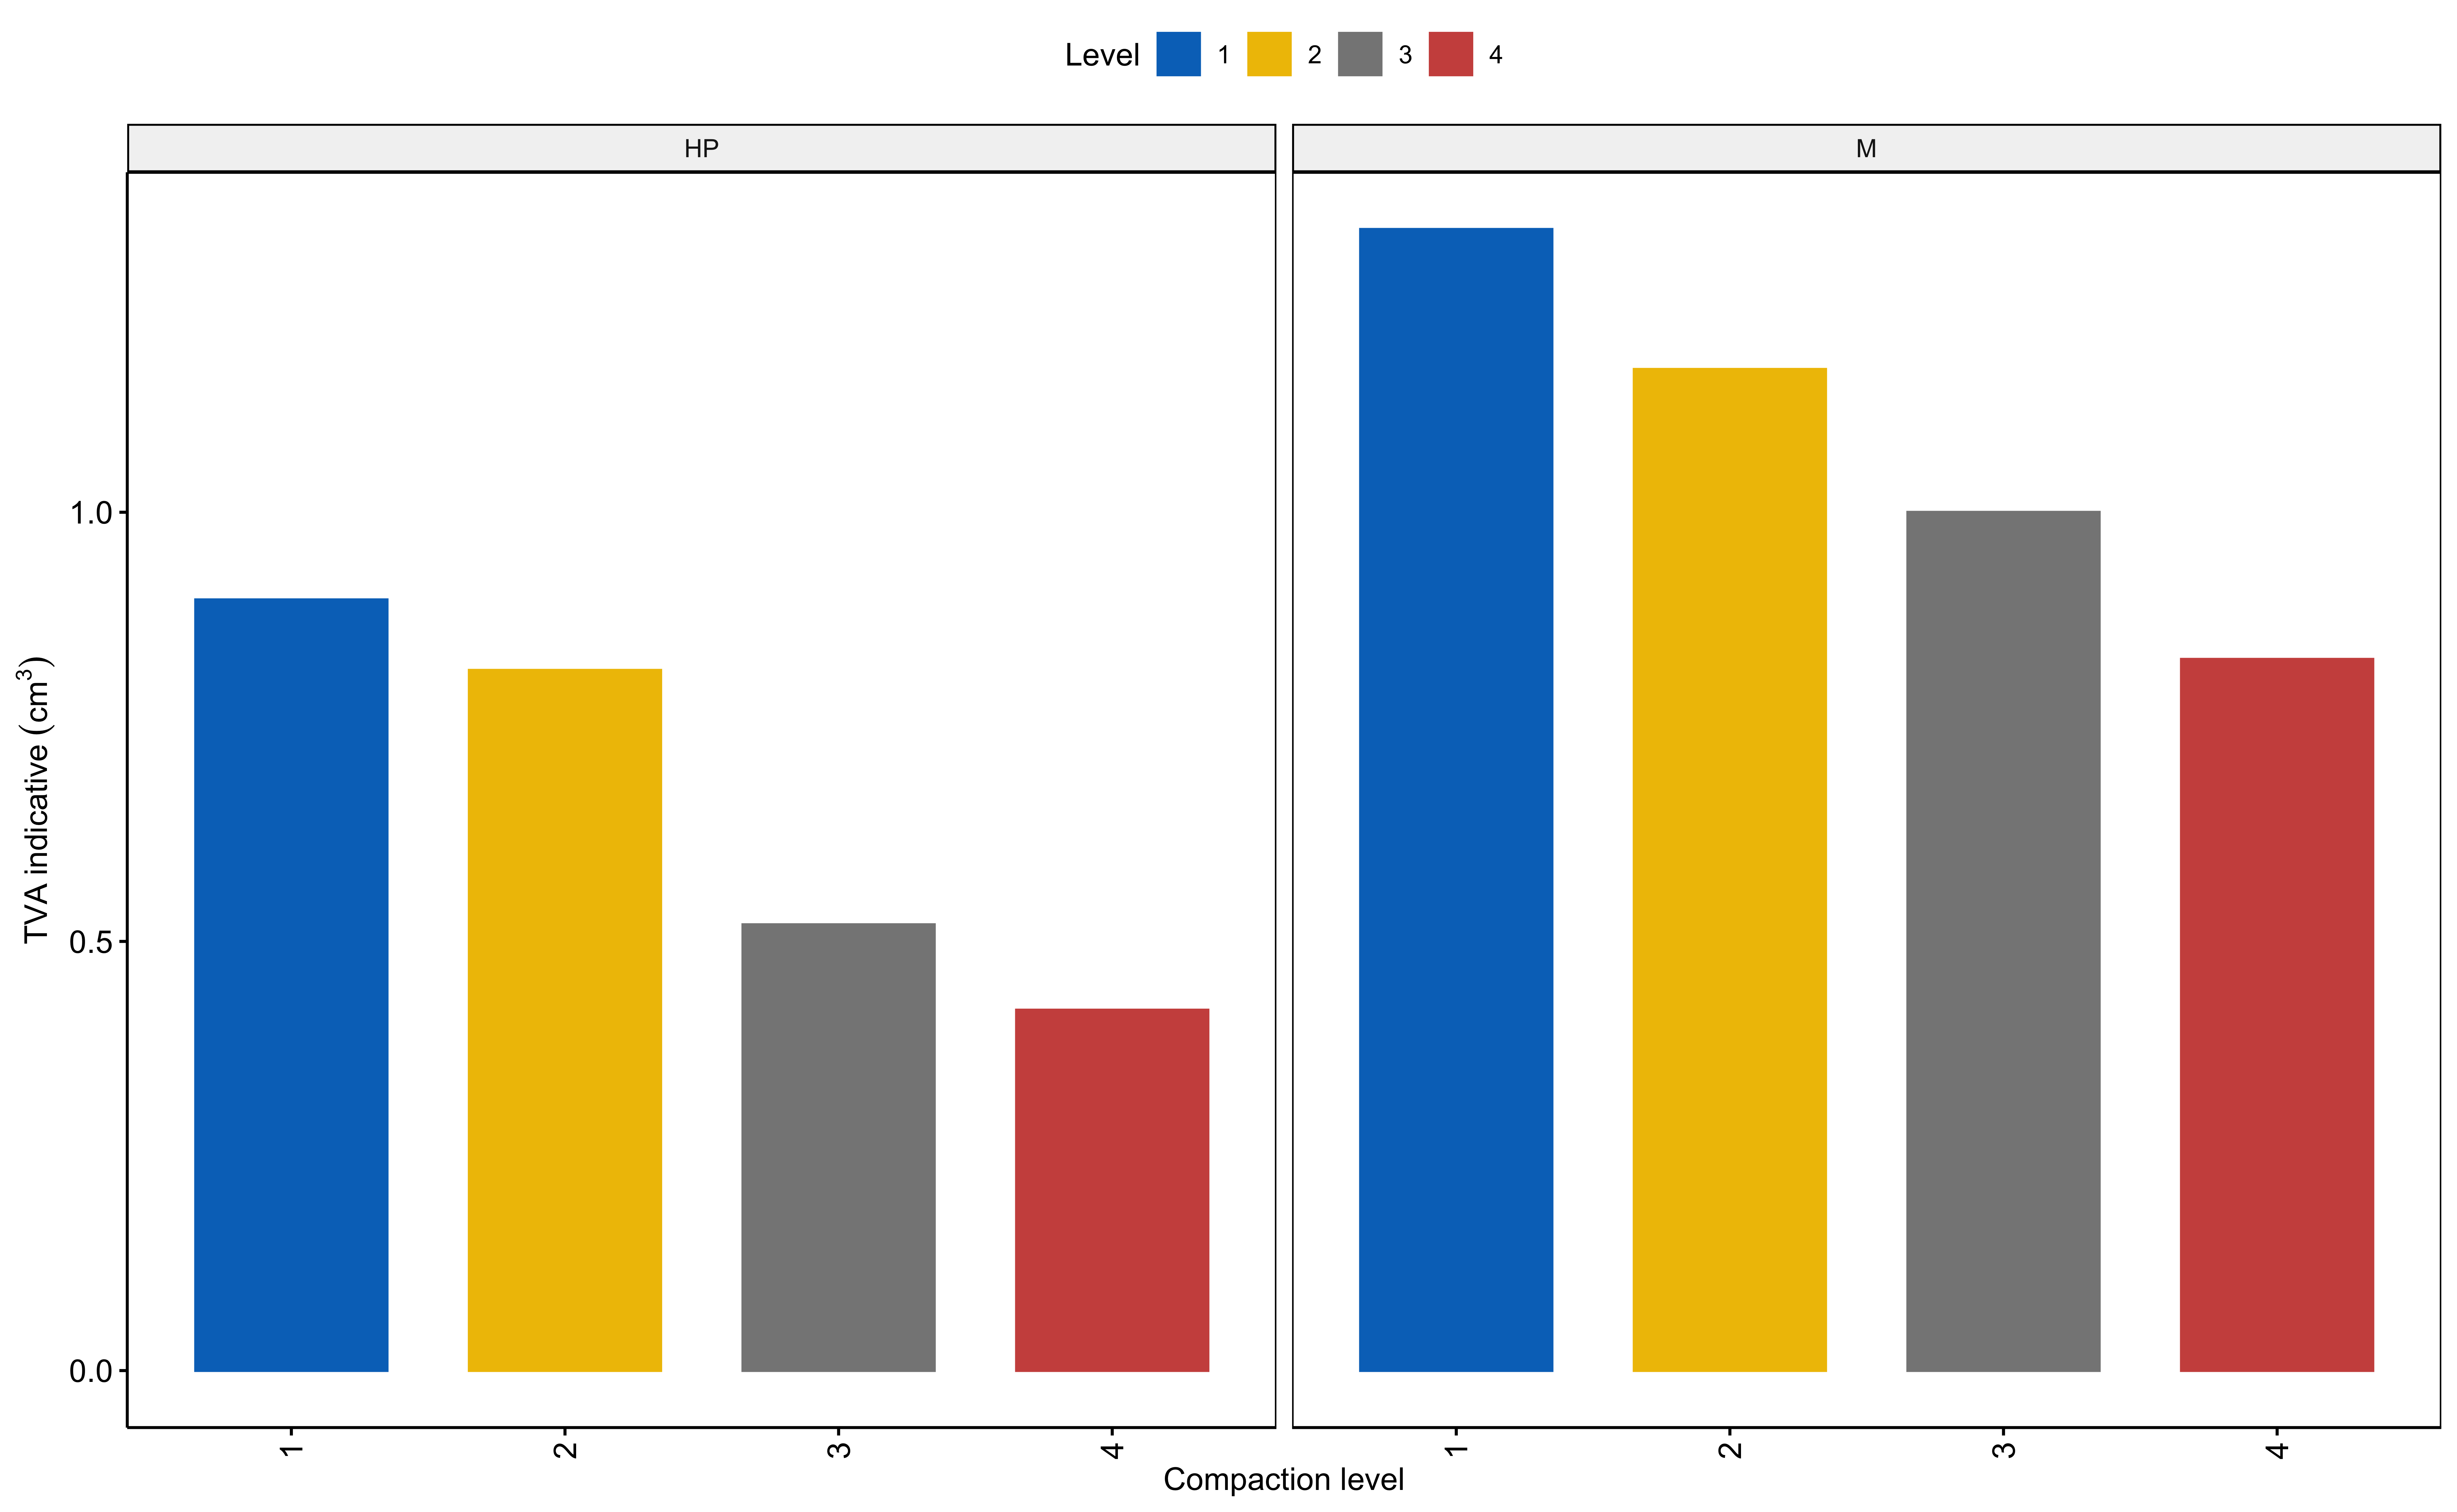 Level 1 2 3 4
HP
M
TVA indicative (cm³)
1.0
0.5
0.0
1 2 3 4
1 2 3 4
Compaction level